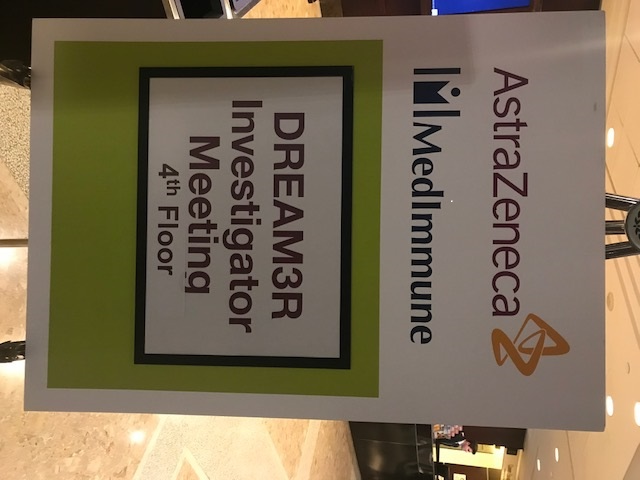 AstraZeneca
MedImmune
DREAM3R
Investigator
Meeting
4th Floor